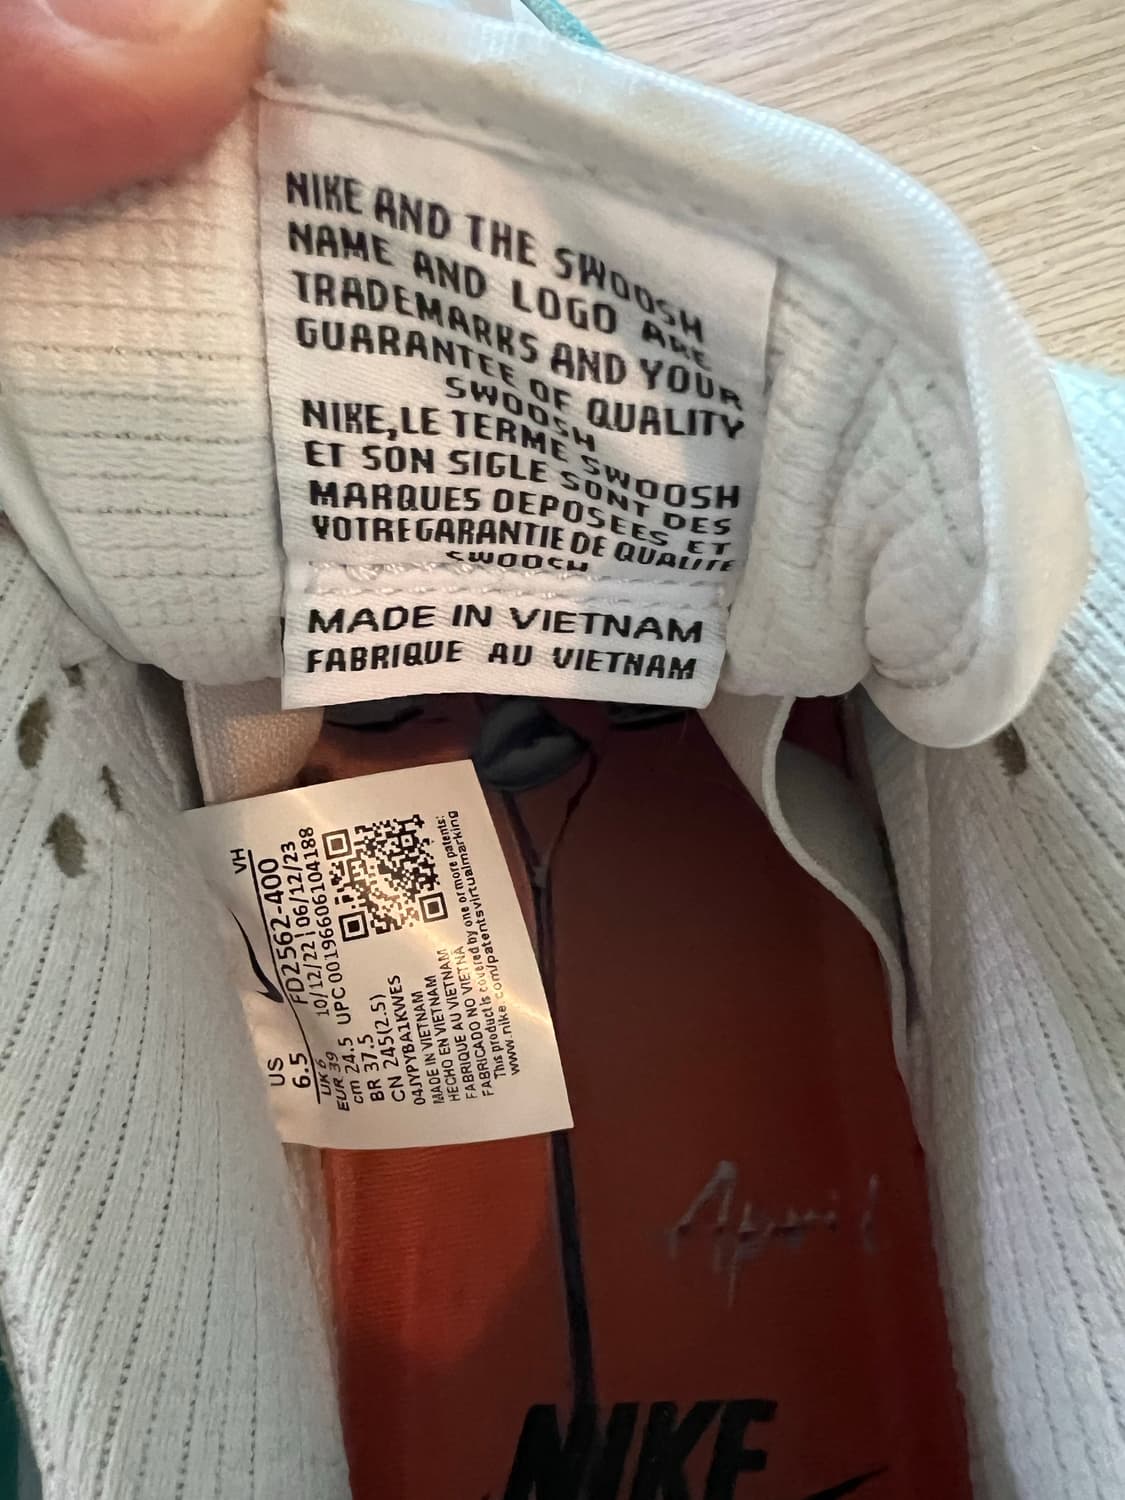 NIKE AND THE SWOOSH
NAME AND LOGO ARE
TRADEMARKS AND YOUR
GUARANTEE OF QUALITY
SWOOSH
NIKE,LE TERME SWOOSH
ET SON SIGLE SONT DES
MARQUES DEPOSEES ET
VOTRE GARANTIE DE QUALITE
SWOOSH
MADE IN VIETNAM
FABRIQUE AU VIETNAM
VH
FD2562-400
10/12/22 | 06/12/23
UPC 00196606104188
US
6.5
UK 6
EUR 39
cm 24.5
BR 37.5
CN 245(2.5)
04JYPYBA1KWES
MADE IN VIETNAM
HECHO EN VIETNAM
FABRIQUE AU VIETNAM
FABRICADO NO VIETNÃ
This product is covered by one or more patents:
www.nike.com/patentsvirtualmarking
April
NIKE